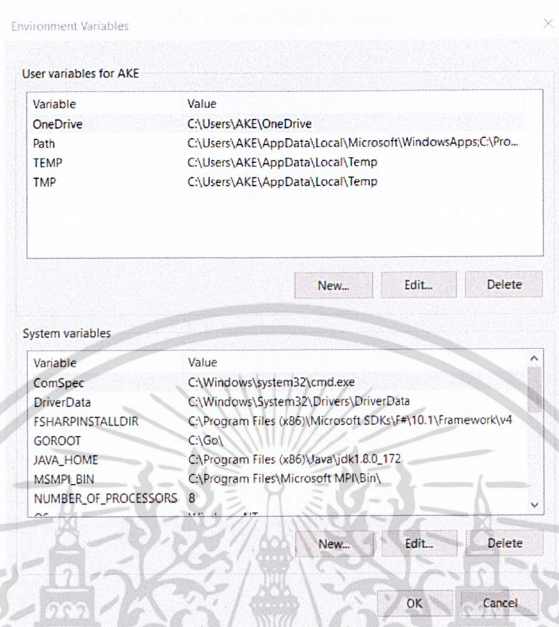 Environment Variables
User variables for AKE
Variable Value
OneDrive C:\Users\AKE\OneDrive
Path C:\Users\AKE\AppData\Local\Microsoft\WindowsApps;C:\Pro...
TEMP C:\Users\AKE\AppData\Local\Temp
TMP C:\Users\AKE\AppData\Local\Temp
New... Edit... Delete
System variables
Variable Value
ComSpec C:\Windows\system32\cmd.exe
DriverData C:\Windows\System32\Drivers\DriverData
FSHARPINSTALLDIR C:\Program Files (x86)\Microsoft SDKs\F#\10.1\Framework\v4
GOROOT C:\Go\
JAVA_HOME C:\Program Files (x86)\Java\jdk1.8.0_172
MSMPI_BIN C:\Program Files\Microsoft MPI\Bin\
NUMBER_OF_PROCESSORS 8
New... Edit... Delete
OK Cancel